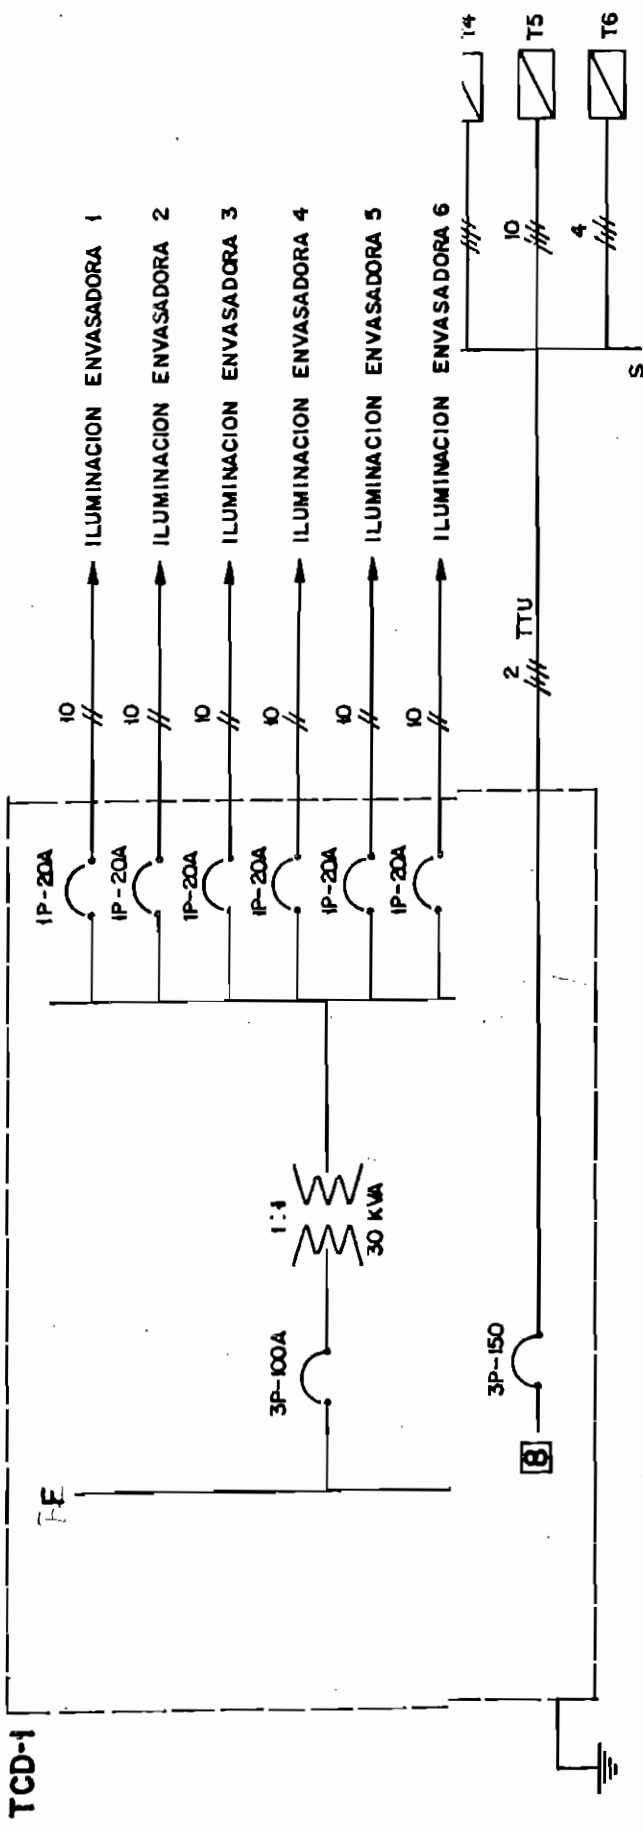 TCD-1
E
3P-100A
1:1
30 KVA
1P-20A
10
ILUMINACION ENVASADORA 1
1P-20A
10
ILUMINACION ENVASADORA 2
1P-20A
10
ILUMINACION ENVASADORA 3
1P-20A
10
ILUMINACION ENVASADORA 4
1P-20A
10
ILUMINACION ENVASADORA 5
1P-20A
10
ILUMINACION ENVASADORA 6
8
3P-150
2 TTU
T4
10
T5
4
T6
S